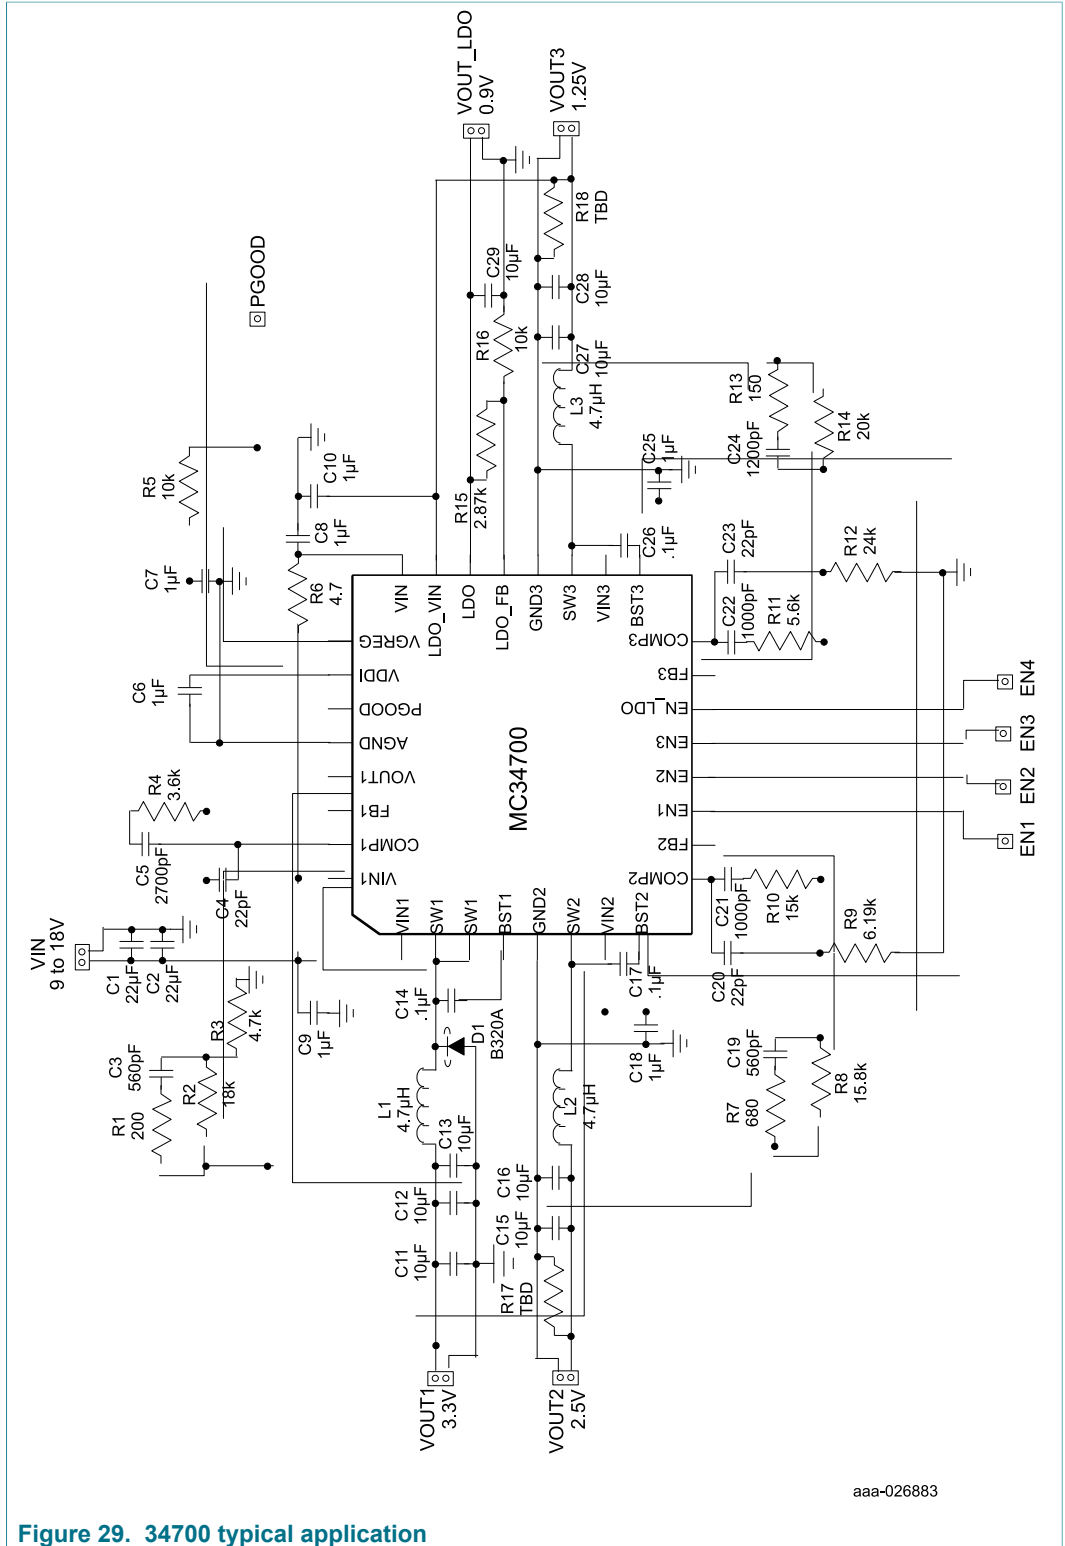 VOUT_LDO
0.9V
VOUT3
1.25V
PGOOD
R5
10k
C10
1µF
C8
1µF
C7
1µF
R6
4.7
C6
1µF
R4
3.6k
C5
2700pF
C4
22pF
VIN
9 to 18V
C1
22µF
C2
22µF
R3
4.7k
C9
1µF
C3
560pF
R1
200
R2
18k
R18
TBD
C29
10µF
C28
10µF
R16
10k
C27
10µF
R15
2.87k
L3
4.7µH
C25
.1µF
C26
.1µF
R13
150
C24
1200pF
R14
20k
C23
22pF
C22
1000pF
R11
5.6k
R12
24k
VIN
LDO_VIN
LDO
LDO_FB
GND3
SW3
VIN3
BST3
VGREG
VDDI
PGOOD
AGND
VOUT1
FB1
COMP1
VIN1
MC34700
COMP3
FB3
EN_LDO
EN3
EN2
EN1
FB2
COMP2
VIN1
SW1
SW1
BST1
GND2
SW2
VIN2
BST2
EN4
EN3
EN2
EN1
C14
.1µF
D1
B320A
L1
4.7µH
C13
10µF
C12
10µF
C11
10µF
C17
.1µF
C18
1µF
L2
4.7µH
C16
10µF
C15
10µF
R17
TBD
C21
1000pF
R10
15k
C20
22pF
R9
6.19k
C19
560pF
R7
680
R8
15.8k
VOUT1
3.3V
VOUT2
2.5V
aaa-026883
Figure 29. 34700 typical application